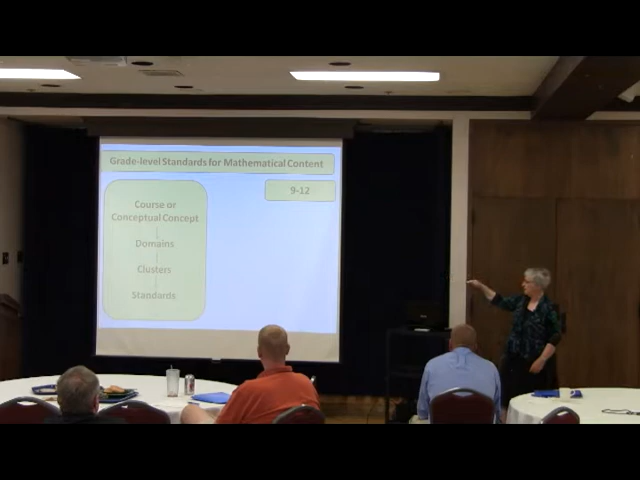 Grade-level Standards for Mathematical Content
9-12
Course or
Conceptual Concept
Domains
Clusters
Standards